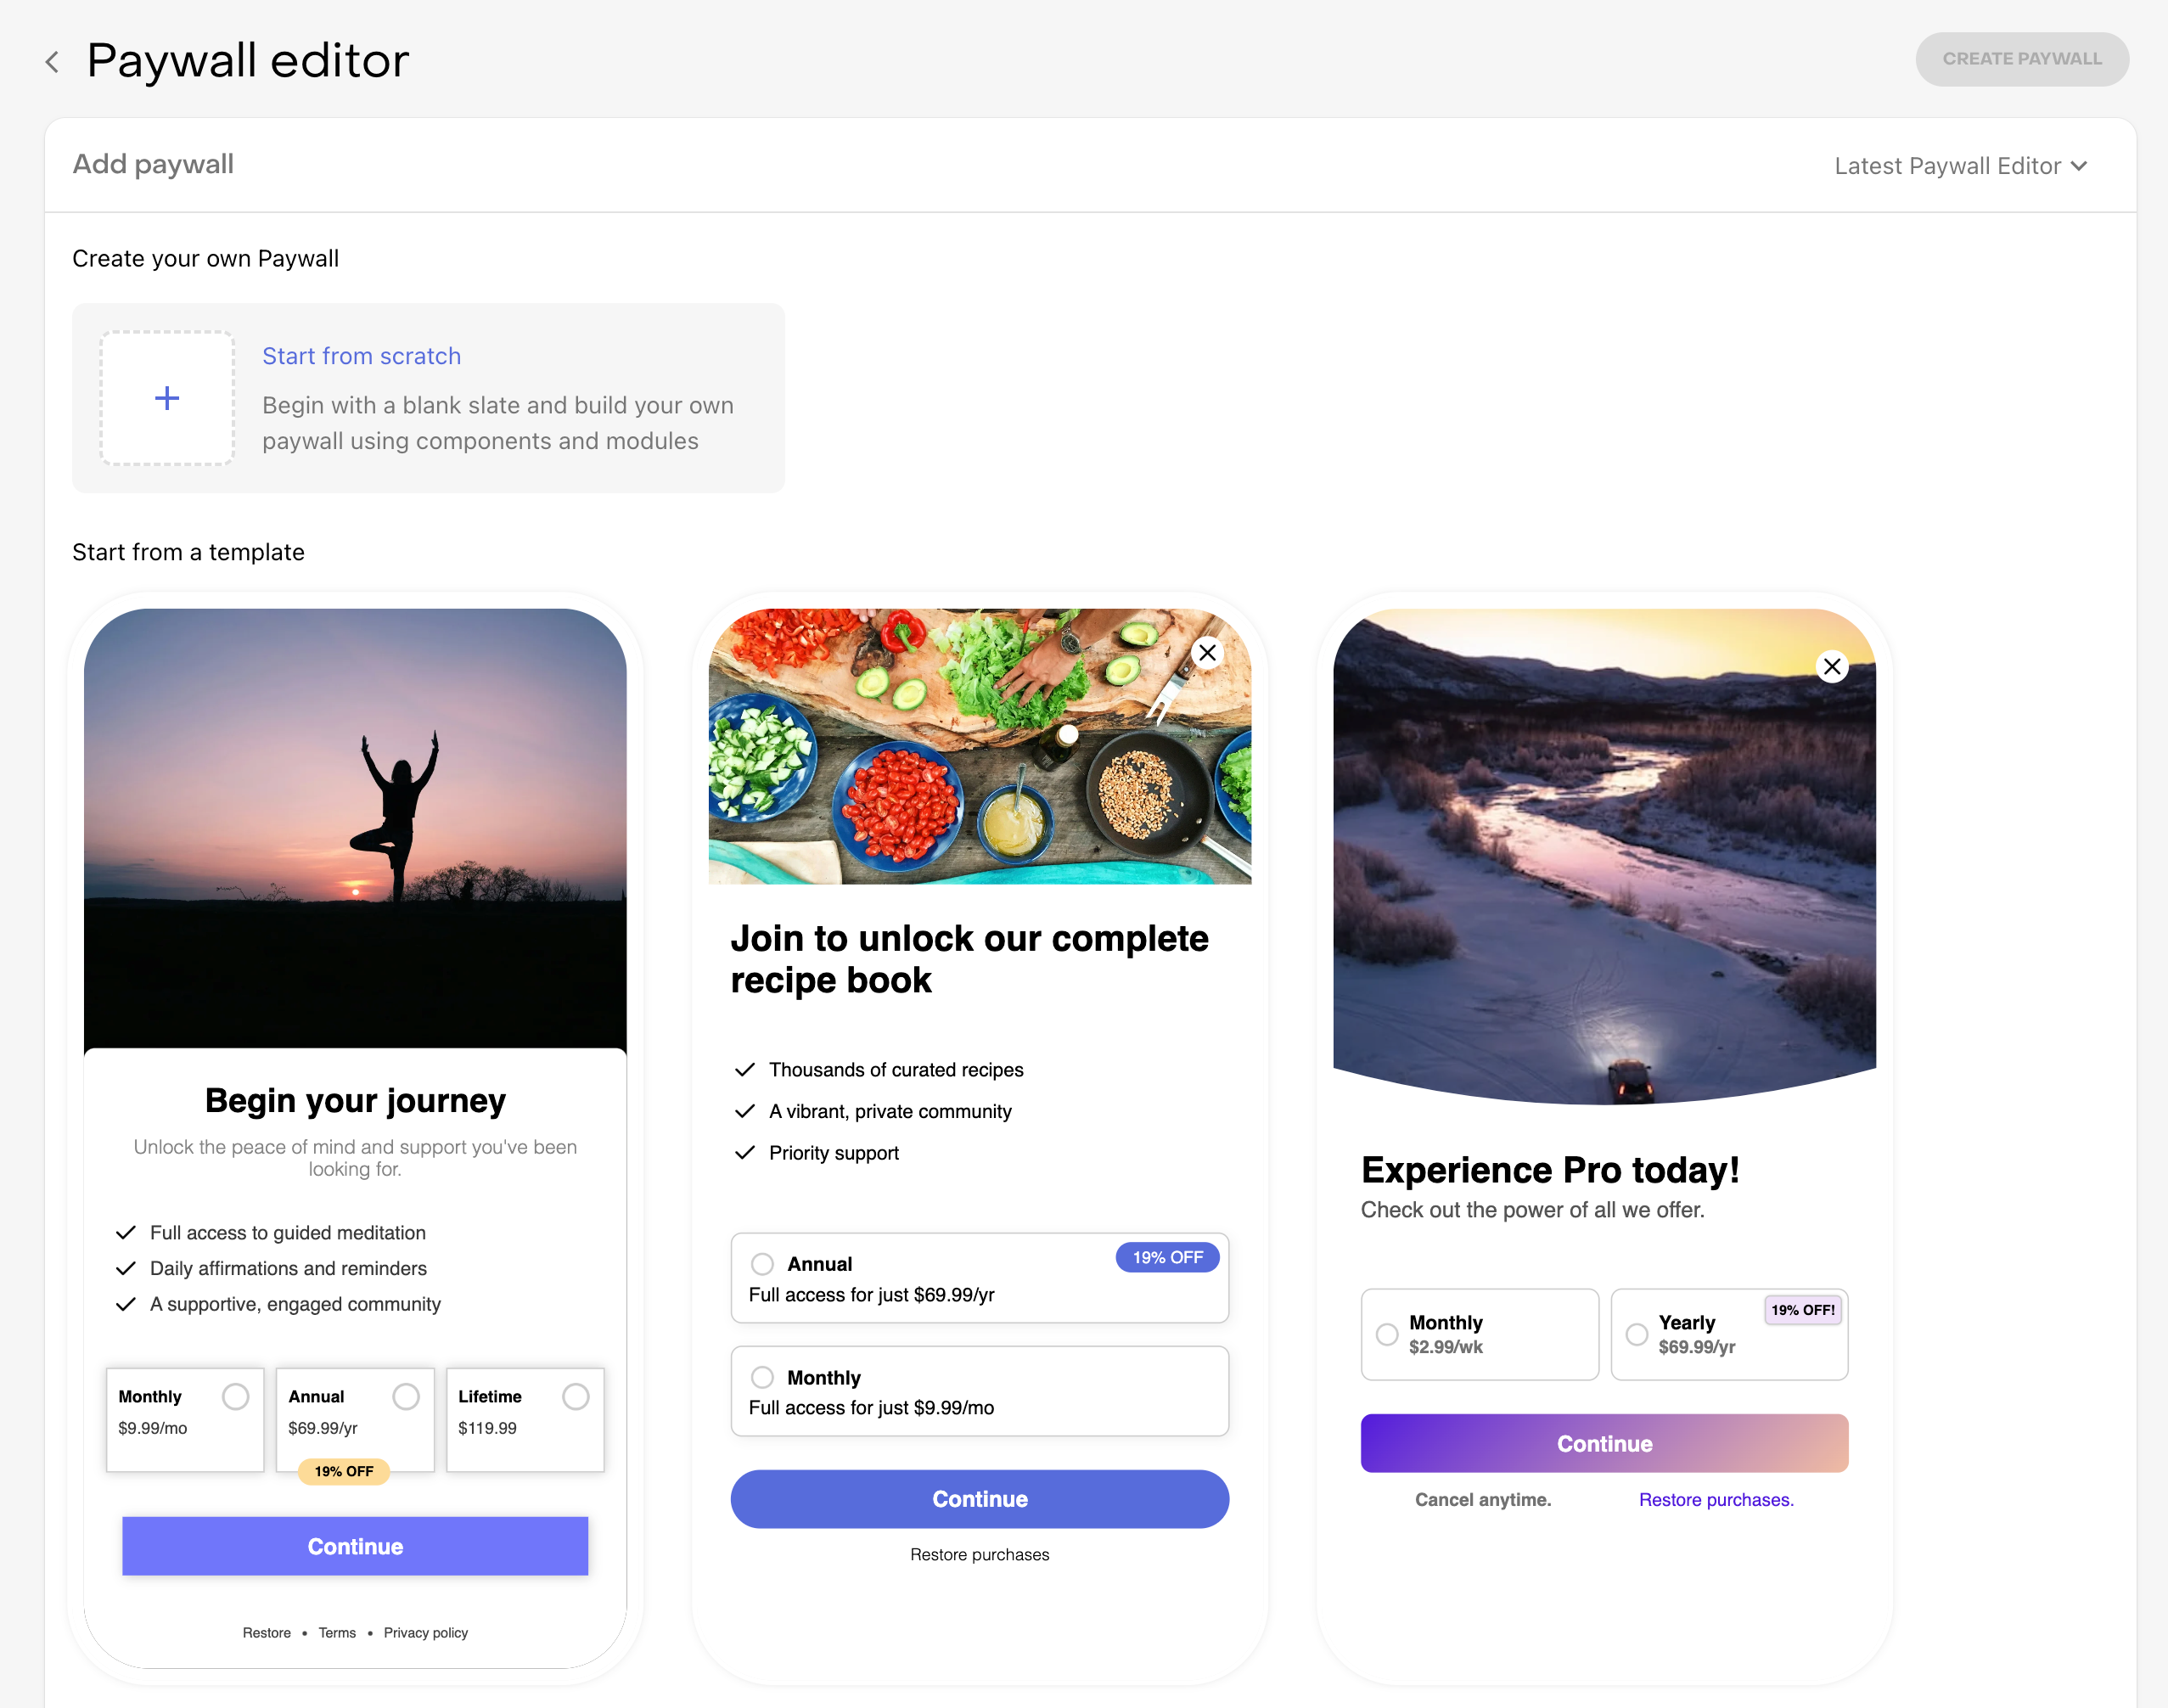 Paywall editor
CREATE PAYWALL
Add paywall
Latest Paywall Editor
Create your own Paywall
Start from scratch
Begin with a blank slate and build your own
paywall using components and modules
Start from a template
Begin your journey
Unlock the peace of mind and support you've been
looking for.
Full access to guided meditation
Daily affirmations and reminders
A supportive, engaged community
Monthly
$9.99/mo
Annual
$69.99/yr
19% OFF
Lifetime
$119.99
Continue
Restore • Terms • Privacy policy
Join to unlock our complete
recipe book
Thousands of curated recipes
A vibrant, private community
Priority support
Annual
19% OFF
Full access for just $69.99/yr
Monthly
Full access for just $9.99/mo
Continue
Restore purchases
Experience Pro today!
Check out the power of all we offer.
Monthly
$2.99/wk
Yearly
$69.99/yr
19% OFF!
Continue
Cancel anytime.
Restore purchases.